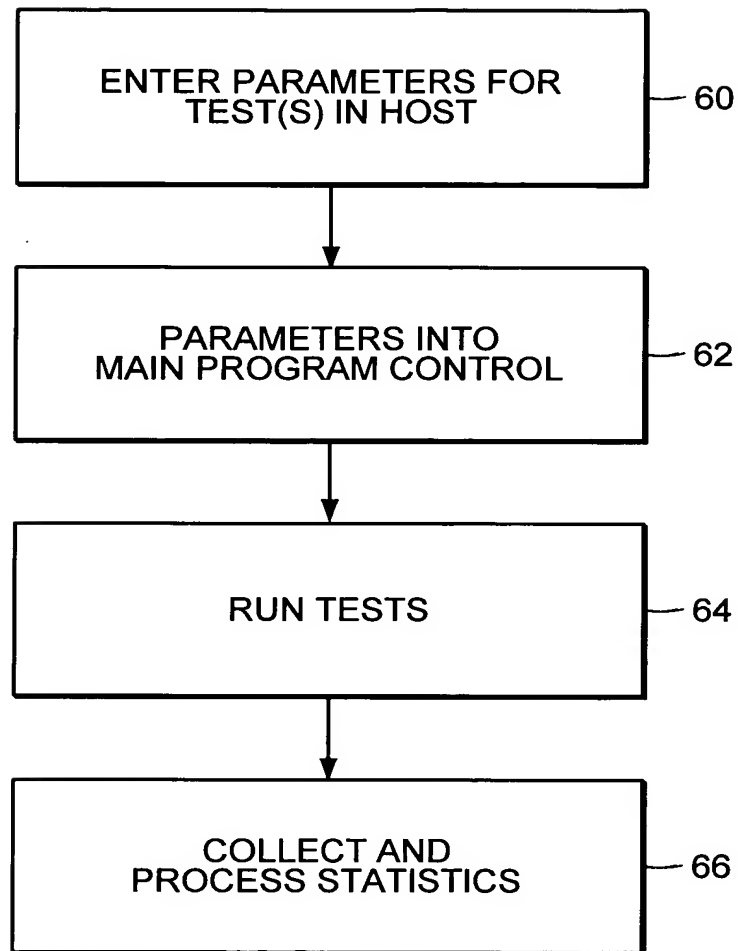 ENTER PARAMETERS FOR
TEST(S) IN HOST
60
PARAMETERS INTO
MAIN PROGRAM CONTROL
62
RUN TESTS
64
COLLECT AND
PROCESS STATISTICS
66